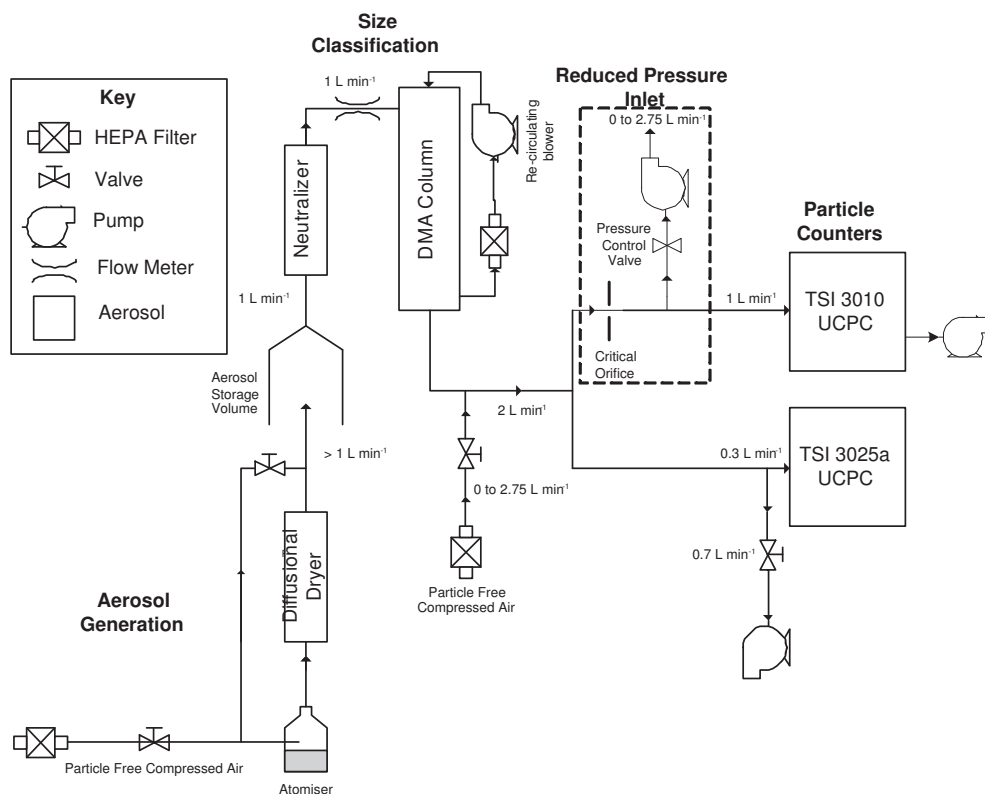 Size
Classification
1 L min⁻¹
Reduced Pressure
Inlet
0 to 2.75 L min⁻¹
Key
HEPA Filter
Valve
Pump
Flow Meter
Aerosol
Neutralizer
DMA Column
Re-circulating
blower
Pressure
Control
Valve
Particle
Counters
1 L min⁻¹
1 L min⁻¹
TSI 3010
UCPC
Critical
Orifice
Aerosol
Storage
Volume
2 L min⁻¹
> 1 L min⁻¹
0.3 L min⁻¹
TSI 3025a
UCPC
0 to 2.75 L min⁻¹
0.7 L min⁻¹
Diffusional
Dryer
Particle Free
Compressed Air
Aerosol
Generation
Particle Free Compressed Air
Atomiser